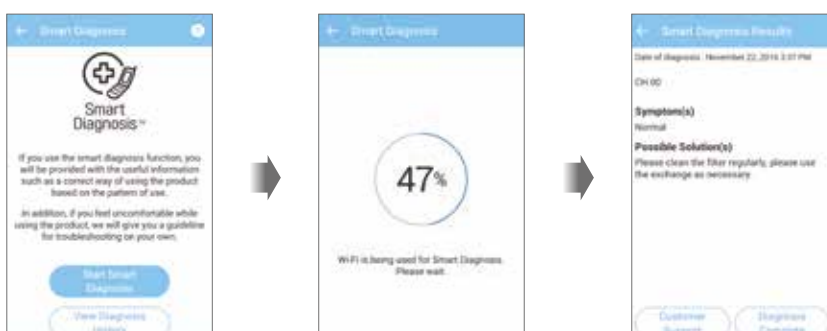 Smart Diagnosis
Smart
Diagnosis™
If you use the smart diagnosis function, you
will be provided with the useful information
such as a correct way of using the product
based on the pattern of use.
In addition, if you feel uncomfortable while
using the product, we will give you a guideline
for troubleshooting on your own.
Start Smart
Diagnosis
View Diagnosis
History
Smart Diagnosis
47%
Wi-Fi is being used for Smart Diagnosis.
Please wait.
Smart Diagnosis Results
Date of diagnosis : November 22, 2016 3:07 PM
CH 00
Symptom(s)
Normal
Possible Solution(s)
Please clean the filter regularly, please use
the exchange as necessary.
Customer
Support
Diagnosis
Complete